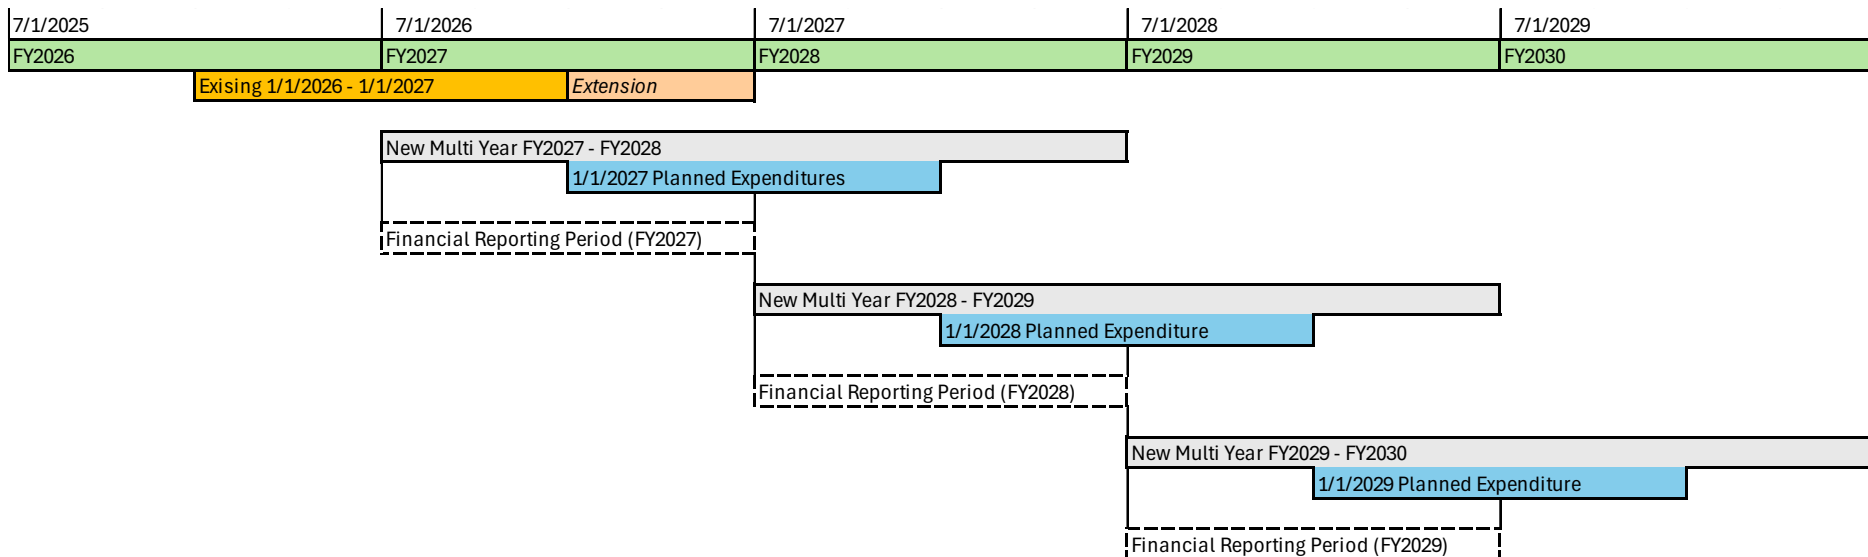 7/1/2025 7/1/2026 7/1/2027 7/1/2028 7/1/2029
FY2026 FY2027 FY2028 FY2029 FY2030
Exising 1/1/2026 - 1/1/2027 Extension
New Multi Year FY2027 - FY2028
1/1/2027 Planned Expenditures
Financial Reporting Period (FY2027)
New Multi Year FY2028 - FY2029
1/1/2028 Planned Expenditure
Financial Reporting Period (FY2028)
New Multi Year FY2029 - FY2030
1/1/2029 Planned Expenditure
Financial Reporting Period (FY2029)